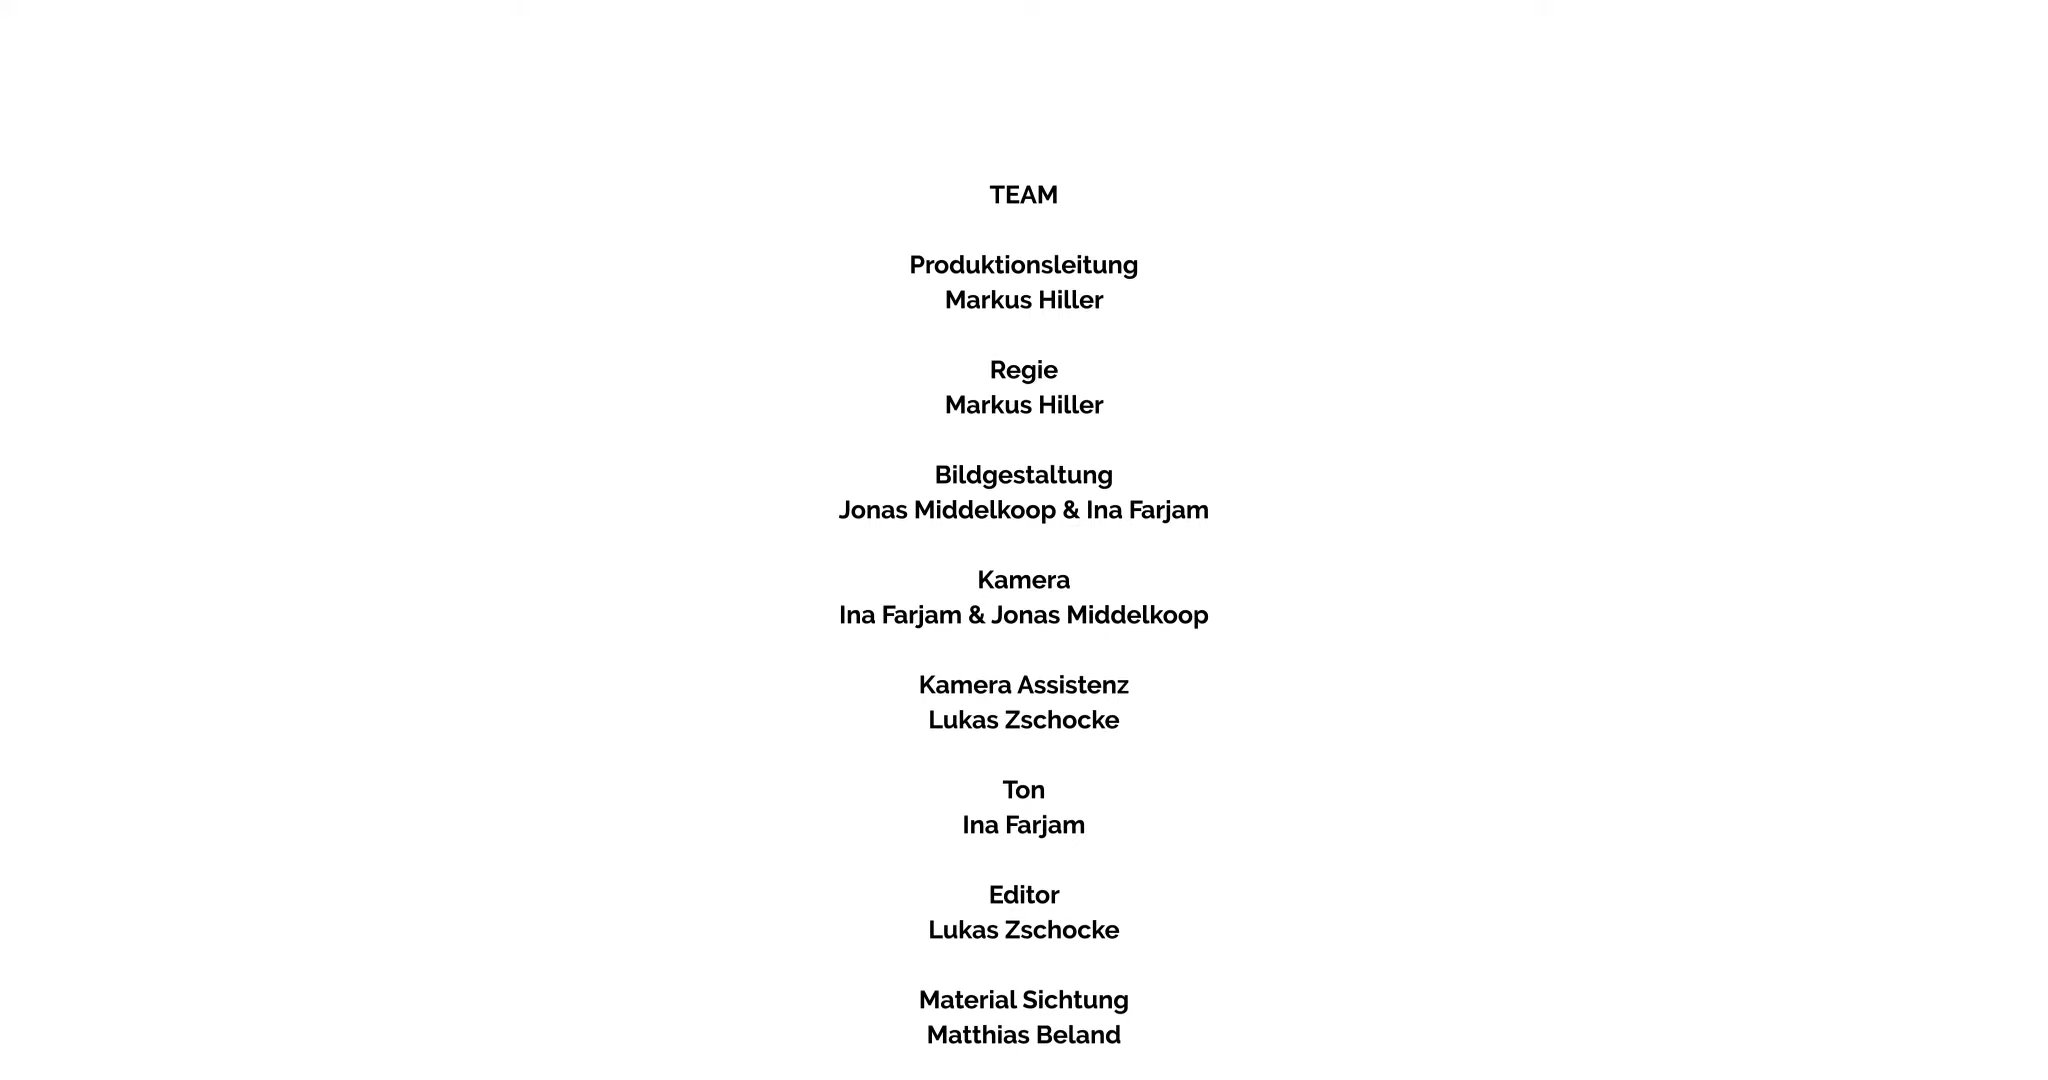 TEAM
Produktionsleitung
Markus Hiller
Regie
Markus Hiller
Bildgestaltung
Jonas Middelkoop & Ina Farjam
Kamera
Ina Farjam & Jonas Middelkoop
Kamera Assistenz
Lukas Zschocke
Ton
Ina Farjam
Editor
Lukas Zschocke
Material Sichtung
Matthias Beland